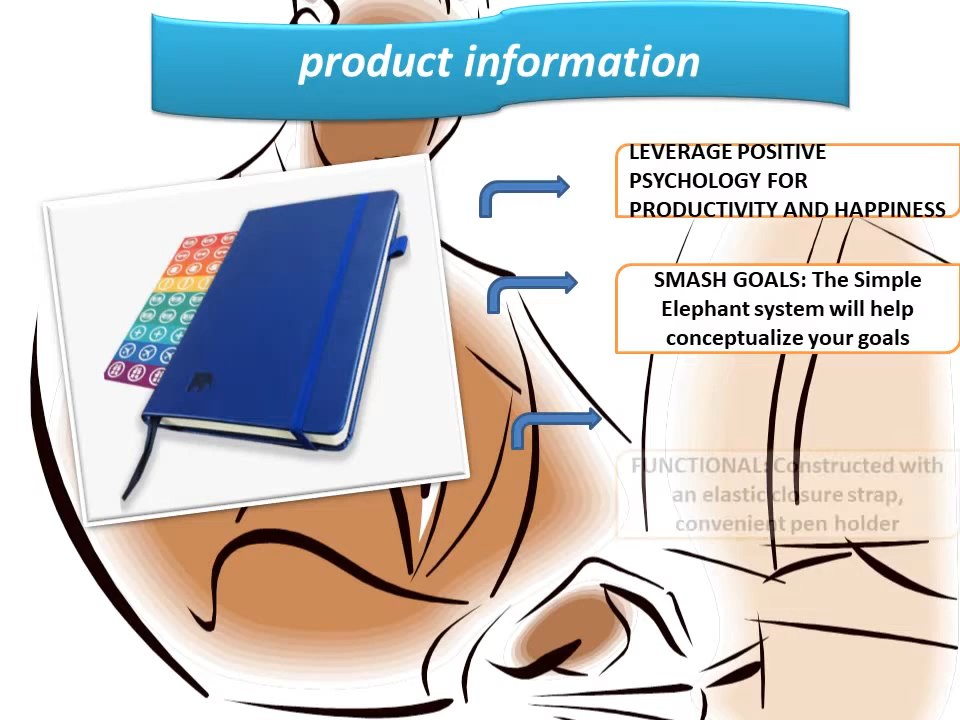 product information
LEVERAGE POSITIVE
PSYCHOLOGY FOR
PRODUCTIVITY AND HAPPINESS
SMASH GOALS: The Simple
Elephant system will help
conceptualize your goals
FUNCTIONAL: Constructed with
an elastic closure strap,
convenient pen holder